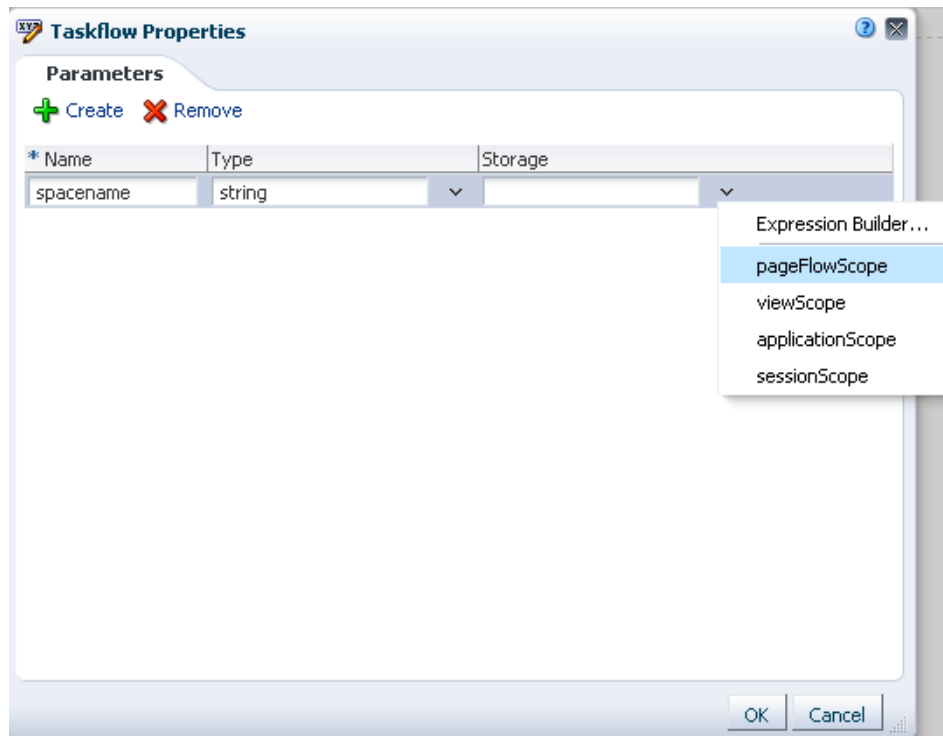 Taskflow Properties
Parameters
Create Remove
* Name Type Storage
spacename string
Expression Builder...
pageFlowScope
viewScope
applicationScope
sessionScope
OK Cancel